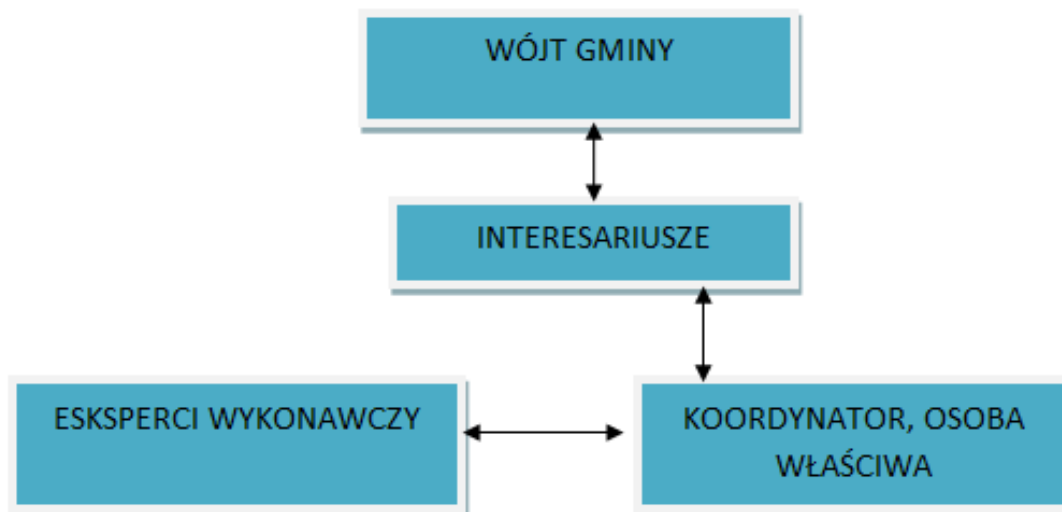 WÓJT GMINY
INTERESARIUSZE
ESKSPERCI WYKONAWCZY
KOORDYNATOR, OSOBA
WŁAŚCIWA